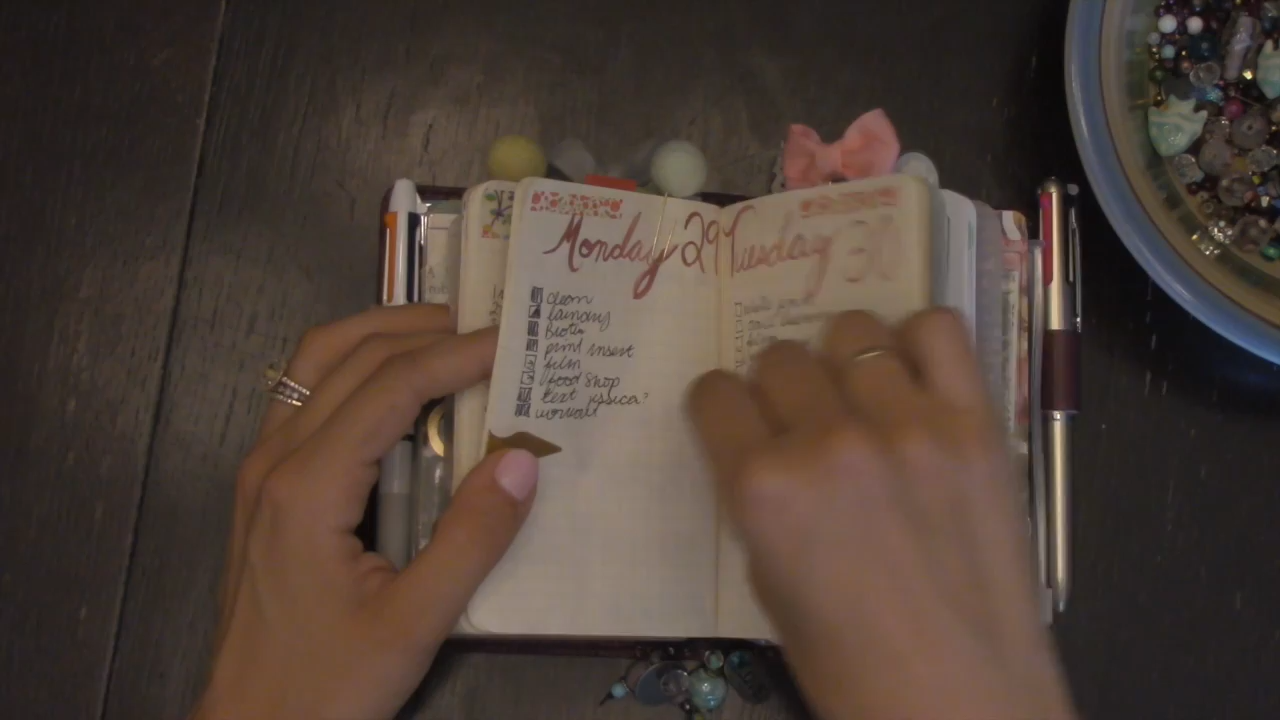 Monday 29
clean
laundry
Biotin
print insert
film
food shop
text jessica?
workout
Tuesday 30